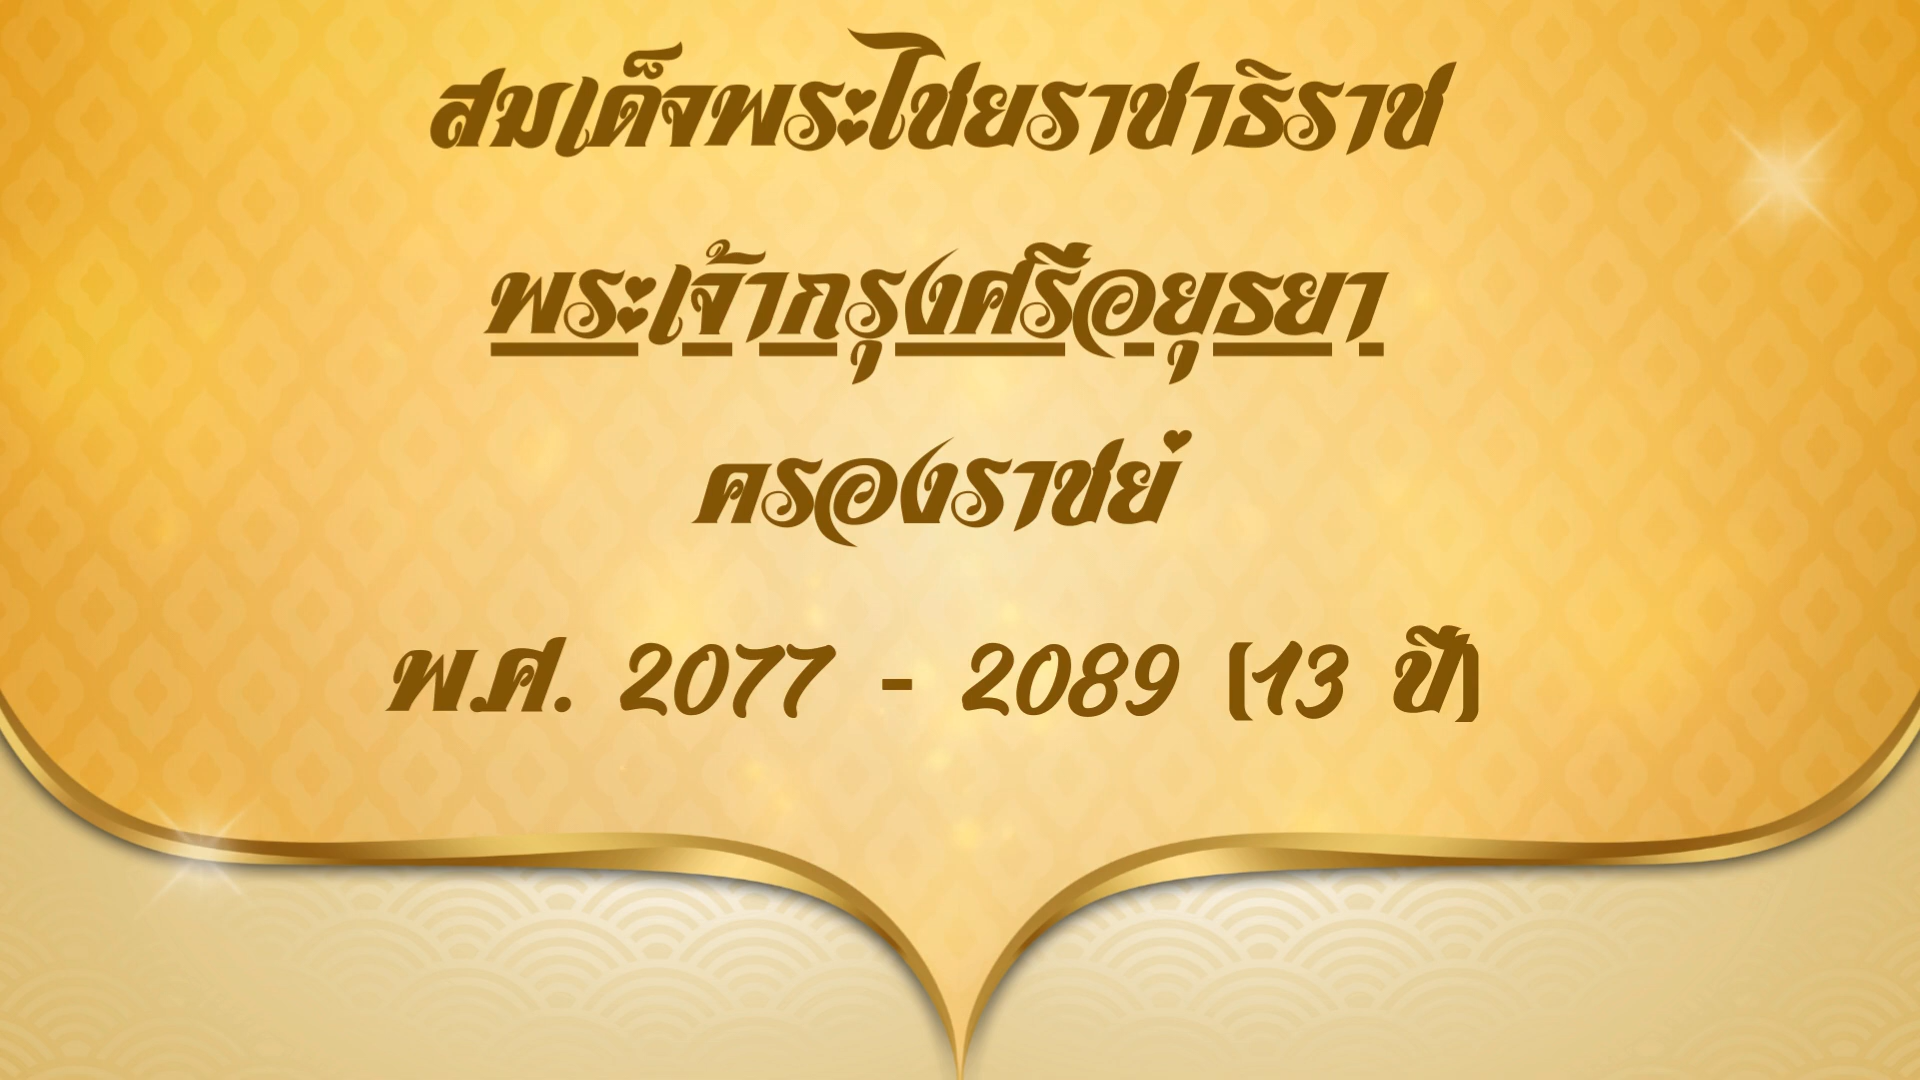 สมเด็จพระไชยราชาธิราช
พระเจ้ากรุงศรีอยุธยา
ครองราชย์
พ.ศ. 2077 - 2089 (13 ปี)